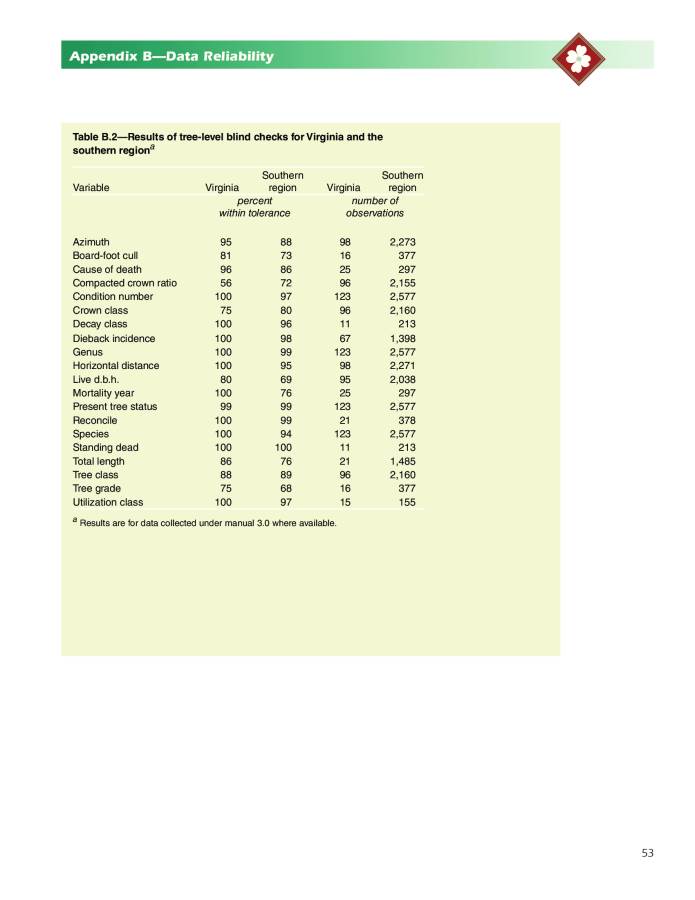 Appendix B—Data Reliability
Table B.2—Results of tree-level blind checks for Virginia and the
southern region^a
Southern Southern
Variable Virginia region Virginia region
percent number of
within tolerance observations
Azimuth 95 88 98 2,273
Board-foot cull 81 73 16 377
Cause of death 96 86 25 297
Compacted crown ratio 56 72 96 2,155
Condition number 100 97 123 2,577
Crown class 75 80 96 2,160
Decay class 100 96 11 213
Dieback incidence 100 98 67 1,398
Genus 100 99 123 2,577
Horizontal distance 100 95 98 2,271
Live d.b.h. 80 69 95 2,038
Mortality year 100 76 25 297
Present tree status 99 99 123 2,577
Reconcile 100 99 21 378
Species 100 94 123 2,577
Standing dead 100 100 11 213
Total length 86 76 21 1,485
Tree class 88 89 96 2,160
Tree grade 75 68 16 377
Utilization class 100 97 15 155
^a Results are for data collected under manual 3.0 where available.
53